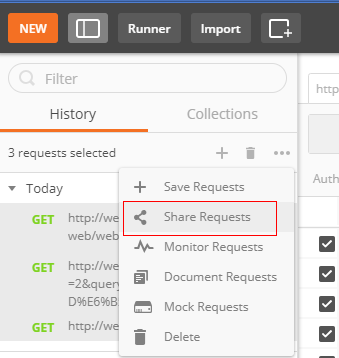 NEW
Runner
Import
Filter
http
History
Collections
3 requests selected
Today
Auth
Save Requests
GET
http://we
web/web
Share Requests
Monitor Requests
GET
http://we
=2&query
D%E6%B
Document Requests
Mock Requests
GET
http://we
Delete